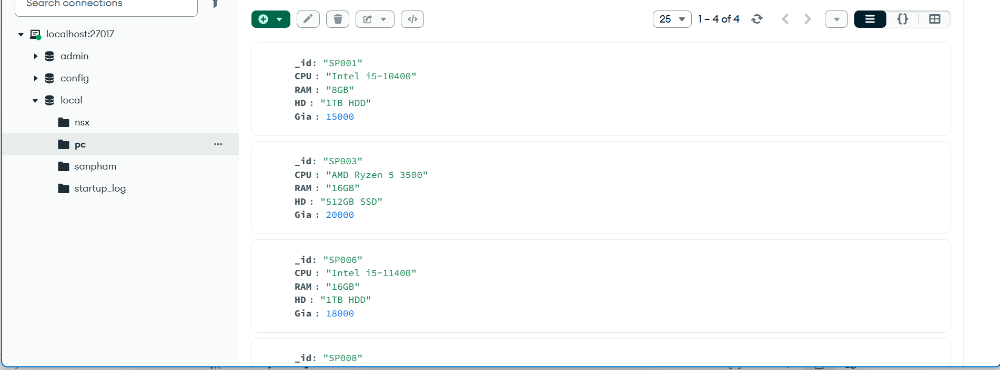 Search connections
localhost:27017
admin
config
local
nsx
pc
sanpham
startup_log
25
1 – 4 of 4
_id: "SP001"
CPU : "Intel i5-10400"
RAM : "8GB"
HD : "1TB HDD"
Gia : 15000
_id: "SP003"
CPU : "AMD Ryzen 5 3500"
RAM : "16GB"
HD : "512GB SSD"
Gia : 20000
_id: "SP006"
CPU : "Intel i5-11400"
RAM : "16GB"
HD : "1TB HDD"
Gia : 18000
_id: "SP008"